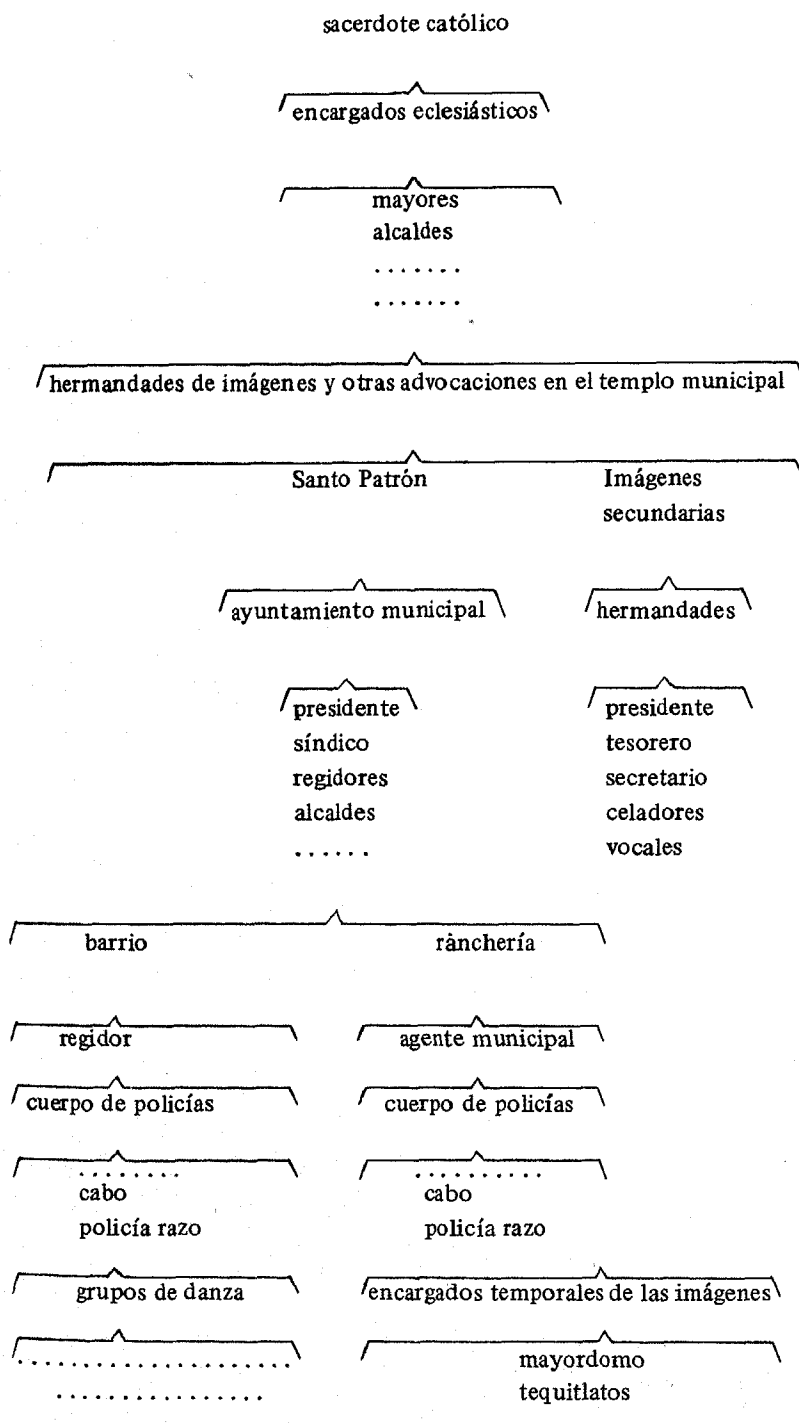 sacerdote católico
encargados eclesiásticos
mayores
alcaldes
.......
.......
hermandades de imágenes y otras advocaciones en el templo municipal
Santo Patrón
Imágenes
secundarias
ayuntamiento municipal
hermandades
presidente
síndico
regidores
alcaldes
......
presidente
tesorero
secretario
celadores
vocales
barrio
ranchería
regidor
agente municipal
cuerpo de policías
cuerpo de policías
........
cabo
policía razo
..........
cabo
policía razo
grupos de danza
encargados temporales de las imágenes
.....................
................
mayordomo
tequitlatos